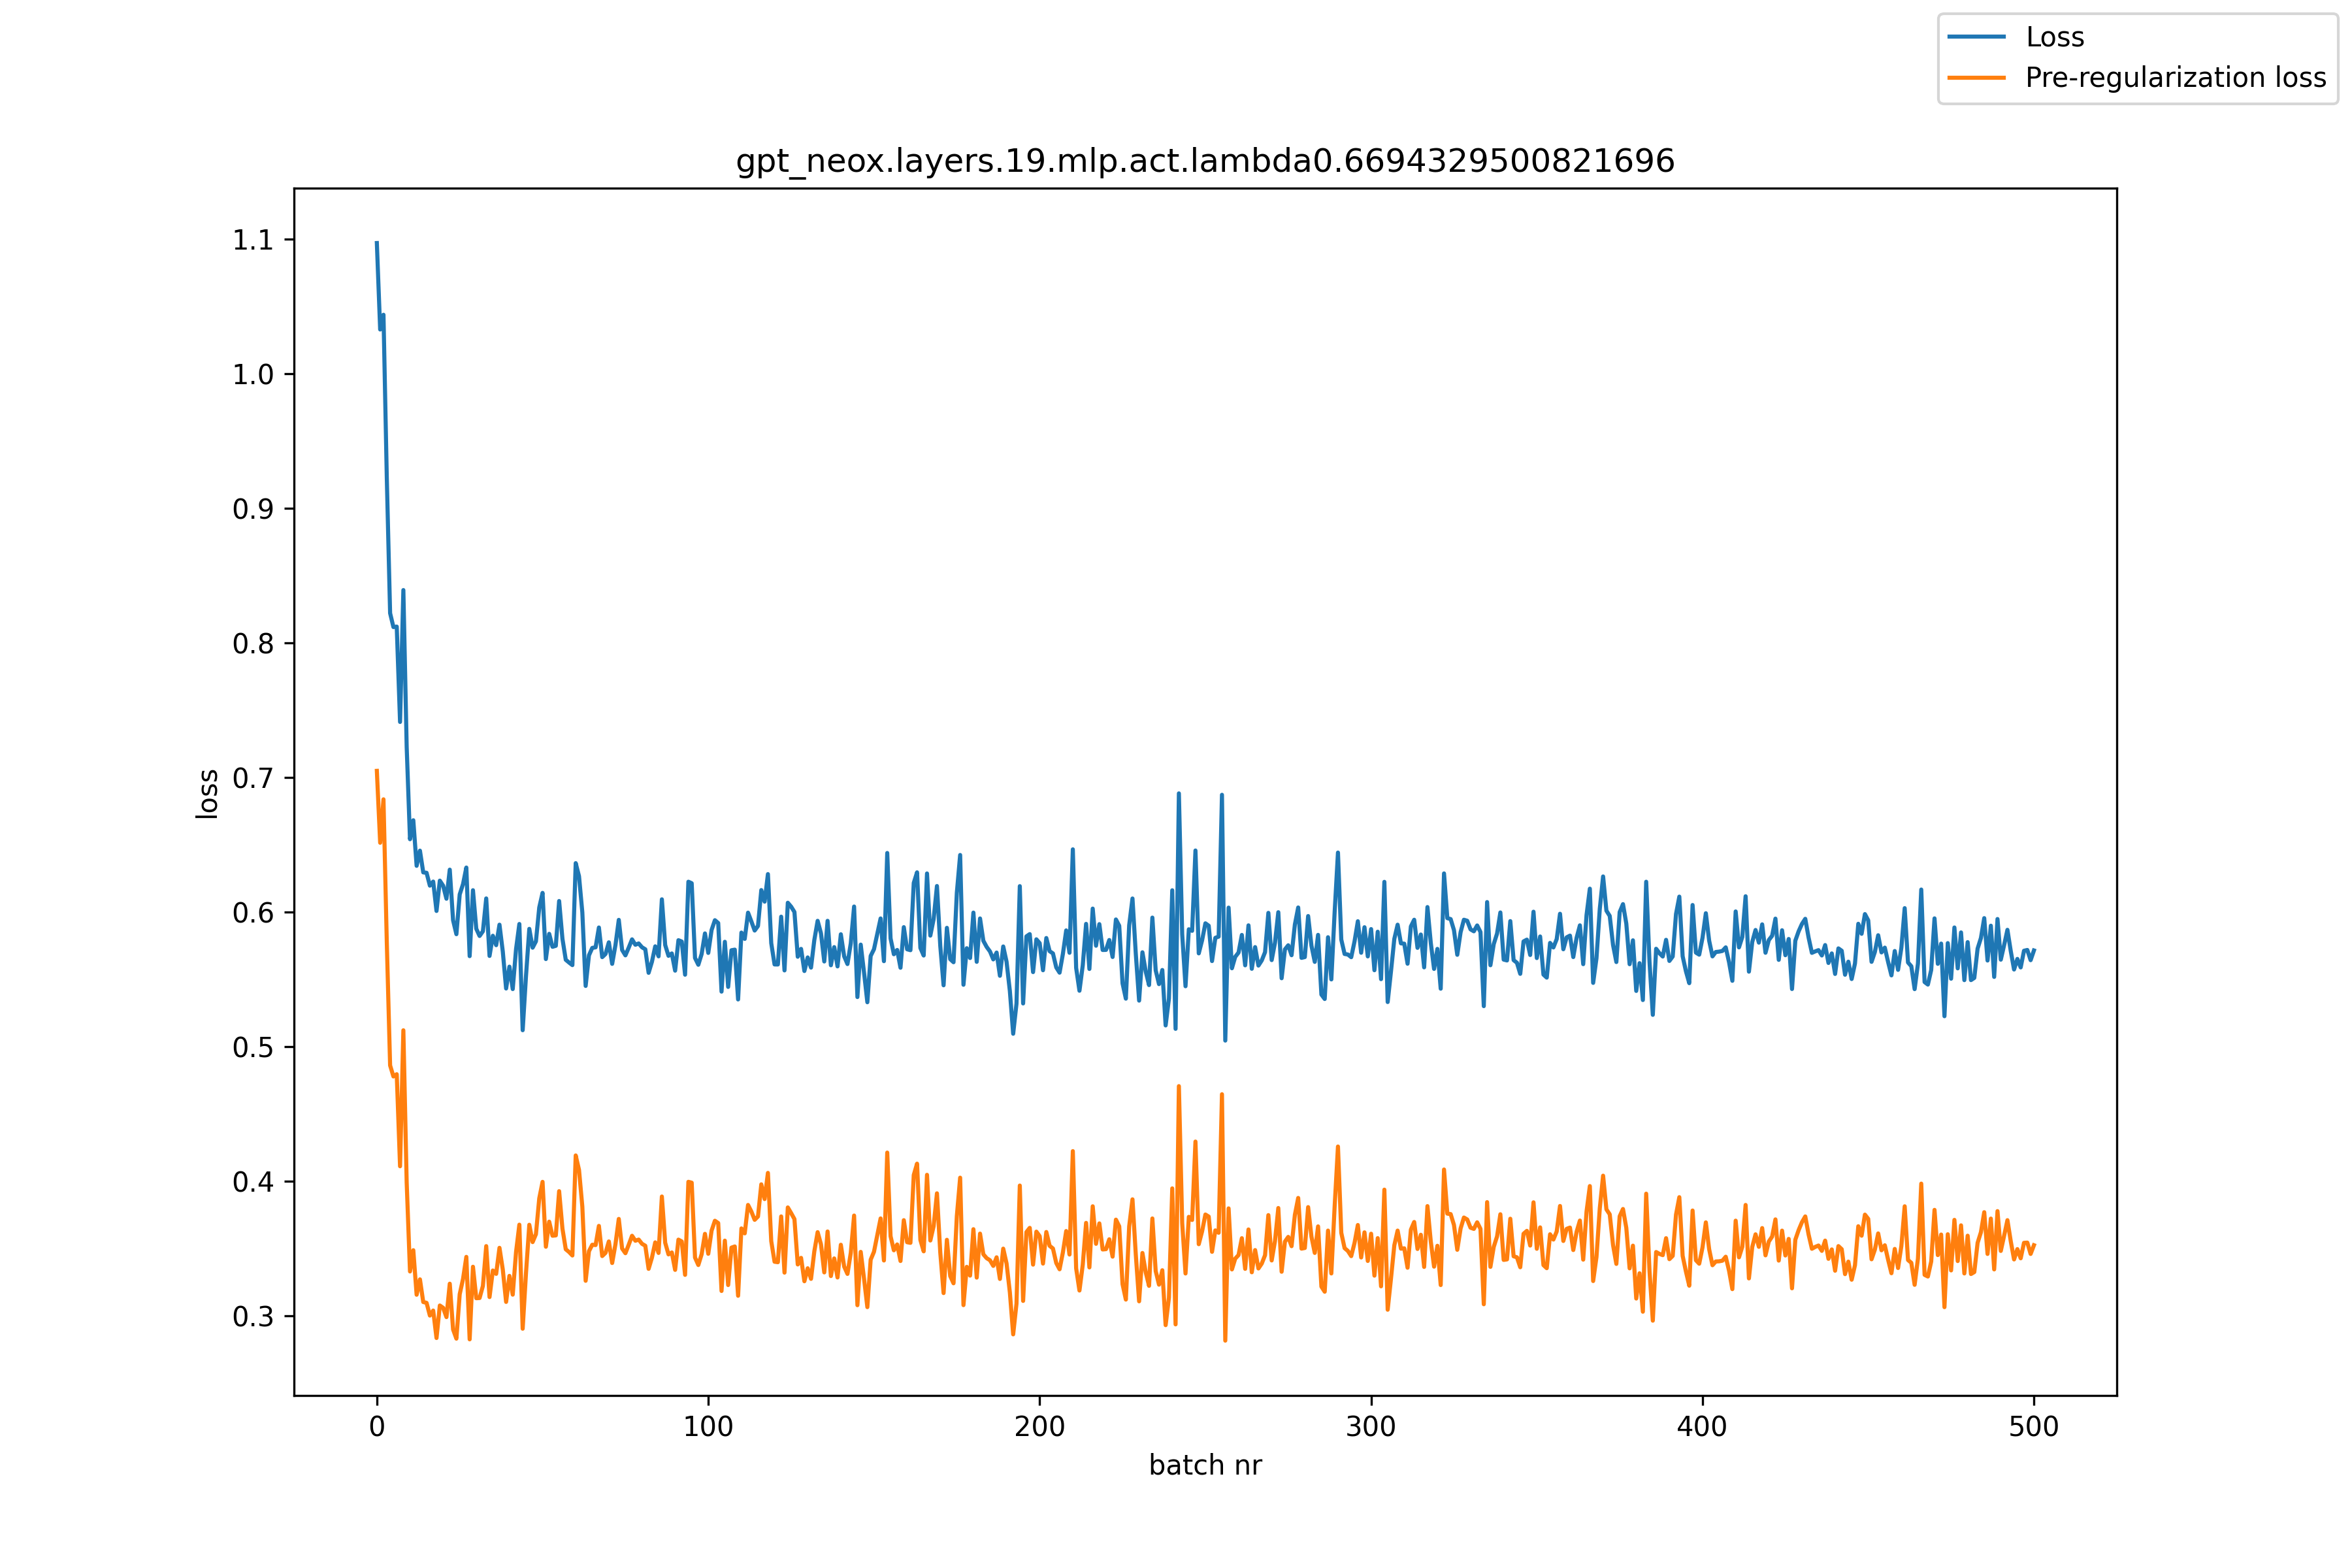 Loss
Pre-regularization loss
gpt_neox.layers.19.mlp.act.lambda0.6694329500821696
1.1
1.0
0.9
0.8
0.7
0.6
0.5
0.4
0.3
loss
0 100 200 300 400 500
batch nr